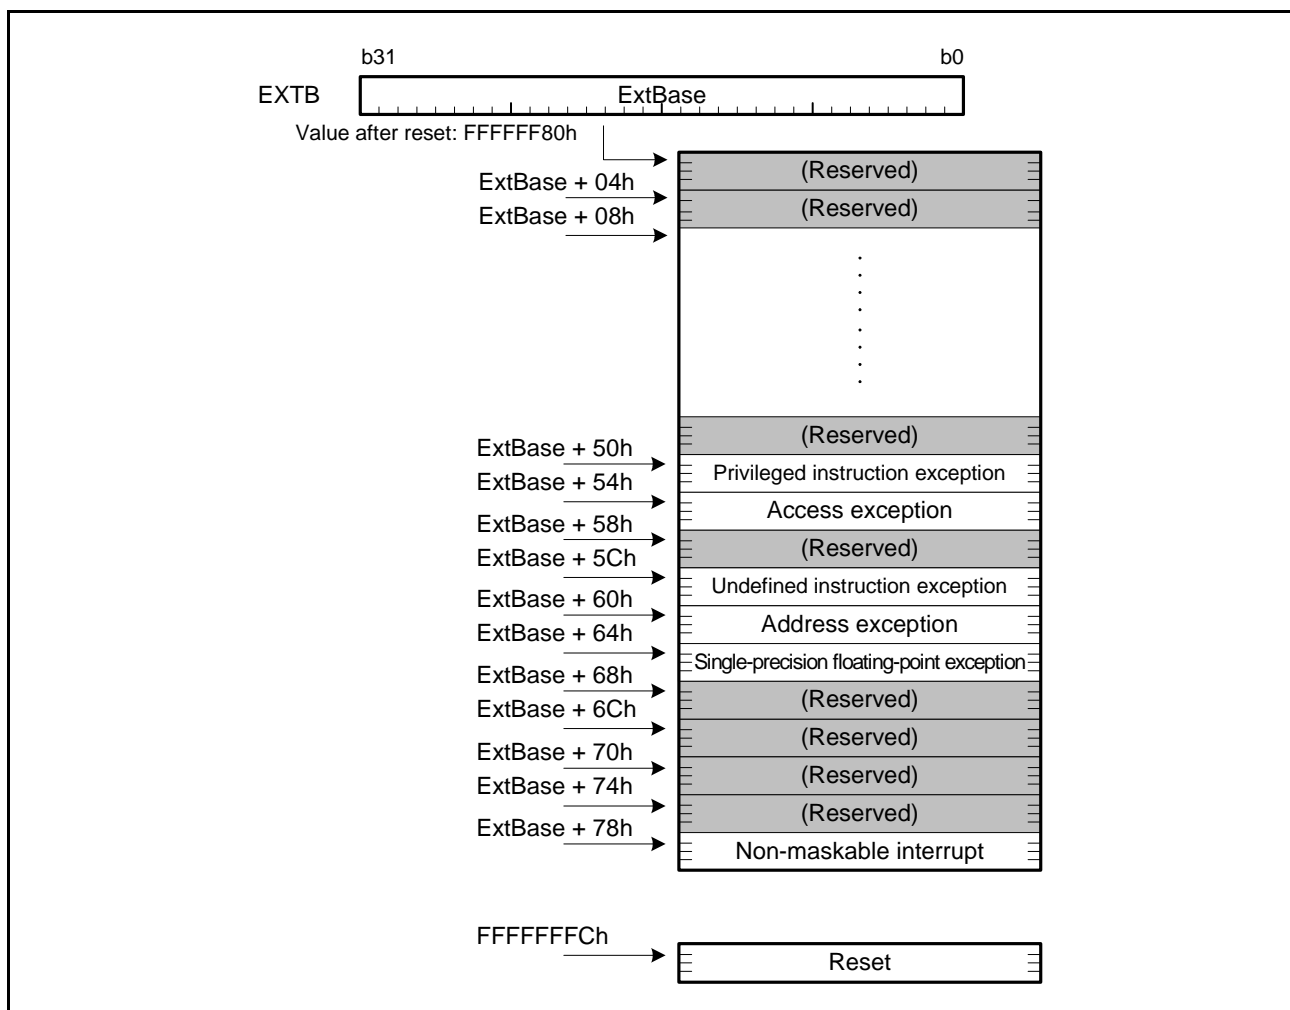 b31 b0
EXTB ExtBase
Value after reset: FFFFFF80h
(Reserved)
ExtBase + 04h
(Reserved)
ExtBase + 08h
(Reserved)
ExtBase + 50h
Privileged instruction exception
ExtBase + 54h
Access exception
ExtBase + 58h
(Reserved)
ExtBase + 5Ch
Undefined instruction exception
ExtBase + 60h
Address exception
ExtBase + 64h
Single-precision floating-point exception
ExtBase + 68h
(Reserved)
ExtBase + 6Ch
(Reserved)
ExtBase + 70h
(Reserved)
ExtBase + 74h
(Reserved)
ExtBase + 78h
Non-maskable interrupt
FFFFFFFCh
Reset